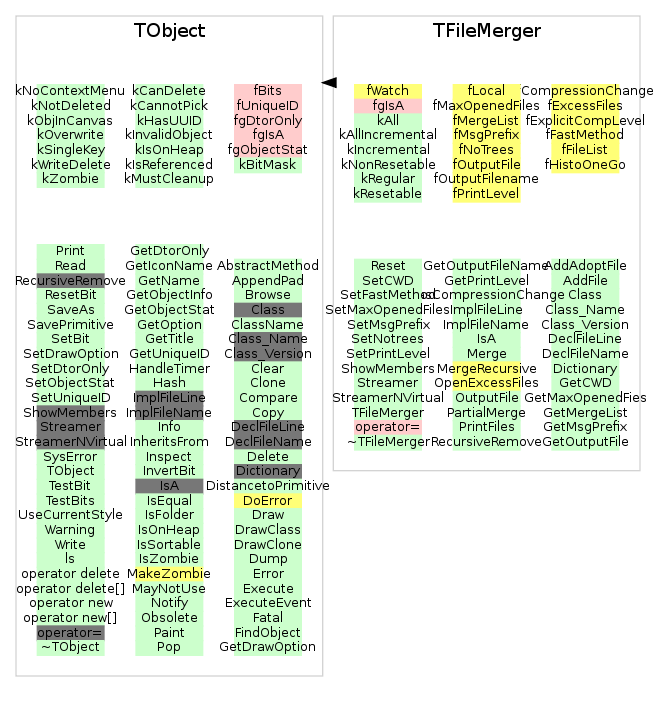 TObject
kNoContextMenu
kNotDeleted
kObjInCanvas
kOverwrite
kSingleKey
kWriteDelete
kZombie
kCanDelete
kCannotPick
kHasUUID
kInvalidObject
kIsOnHeap
kIsReferenced
kMustCleanup
fBits
fUniqueID
fgDtorOnly
fgIsA
fgObjectStat
kBitMask
Print
Read
RecursiveRemove
ResetBit
SaveAs
SavePrimitive
SetBit
SetDrawOption
SetDtorOnly
SetObjectStat
SetUniqueID
ShowMembers
Streamer
StreamerNVirtual
SysError
TObject
TestBit
TestBits
UseCurrentStyle
Warning
Write
ls
operator delete
operator delete[]
operator new
operator new[]
operator=
~TObject
GetDtorOnly
GetIconName
GetName
GetObjectInfo
GetObjectStat
GetOption
GetTitle
GetUniqueID
HandleTimer
Hash
ImplFileLine
ImplFileName
Info
InheritsFrom
Inspect
InvertBit
IsA
IsEqual
IsFolder
IsOnHeap
IsSortable
IsZombie
MakeZombie
MayNotUse
Notify
Obsolete
Paint
Pop
AbstractMethod
AppendPad
Browse
Class
ClassName
Class_Name
Class_Version
Clear
Clone
Compare
Copy
DeclFileLine
DeclFileName
Delete
Dictionary
DistancetoPrimitive
DoError
Draw
DrawClass
DrawClone
Dump
Error
Execute
ExecuteEvent
Fatal
FindObject
GetDrawOption
TFileMerger
fWatch
fgIsA
kAll
kAllIncremental
kIncremental
kNonResetable
kRegular
kResetable
fLocal
fMaxOpenedFiles
fMergeList
fMsgPrefix
fNoTrees
fOutputFile
fOutputFilename
fPrintLevel
CompressionChange
fExcessFiles
fExplicitCompLevel
fFastMethod
fFileList
fHistoOneGo
Reset
SetCWD
SetFastMethod
SetMaxOpenedFiles
SetMsgPrefix
SetNotrees
SetPrintLevel
ShowMembers
Streamer
StreamerNVirtual
TFileMerger
operator=
~TFileMerger
GetOutputFileName
GetPrintLevel
sCompressionChange
ImplFileLine
ImplFileName
IsA
Merge
MergeRecursive
OpenExcessFiles
OutputFile
PartialMerge
PrintFiles
RecursiveRemove
AddAdoptFile
AddFile
Class
Class_Name
Class_Version
DeclFileLine
DeclFileName
Dictionary
GetCWD
GetMaxOpenedFies
GetMergeList
GetMsgPrefix
GetOutputFile